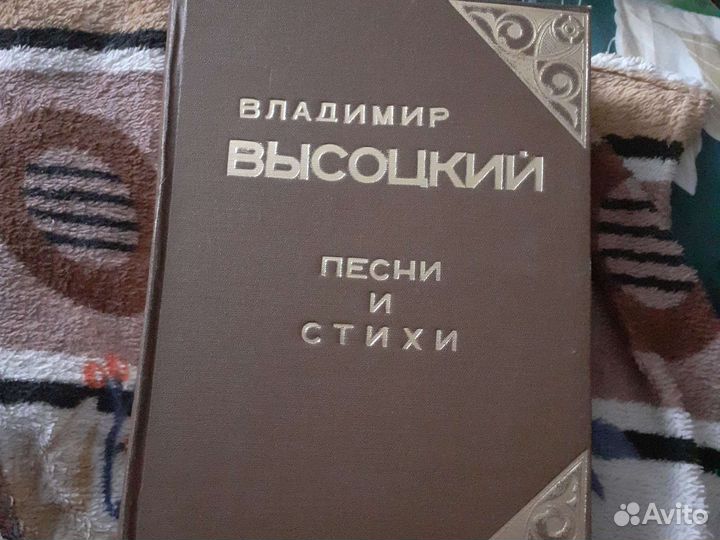 ВЛАДИМИР
ВЫСОЦКИЙ
ПЕСНИ
И
СТИХИ
Avito